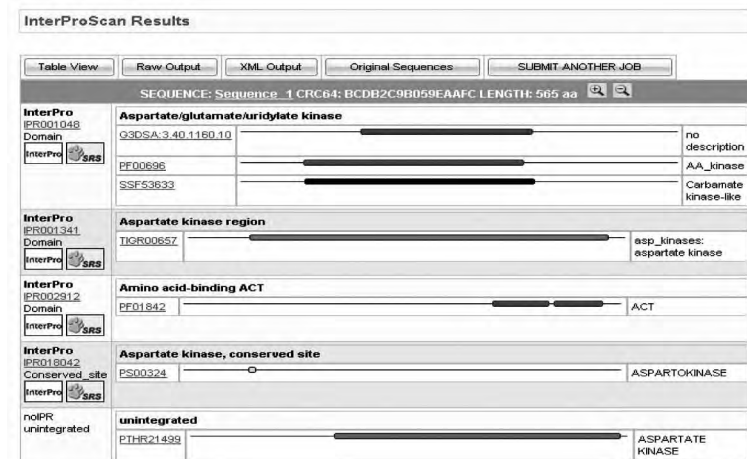 InterProScan Results
Table View Raw Output XML Output Original Sequences SUBMIT ANOTHER JOB
SEQUENCE: Sequence_1 CRC64: BCDB2C9B059EAAFC LENGTH: 565 aa
InterPro
IPR001048
Domain
InterPro SRS
Aspartate/glutamate/uridylate kinase
G3DSA:3.40.1160.10 no description
PF00696 AA_kinase
SSF53633 Carbamate kinase-like
InterPro
IPR001341
Domain
InterPro SRS
Aspartate kinase region
TIGR00657 asp_kinases: aspartate kinase
InterPro
IPR002912
Domain
InterPro SRS
Amino acid-binding ACT
PF01842 ACT
InterPro
IPR018042
Conserved_site
InterPro SRS
Aspartate kinase, conserved site
PS00324 ASPARTOKINASE
noIPR
unintegrated
unintegrated
PTHR21499 ASPARTATE KINASE